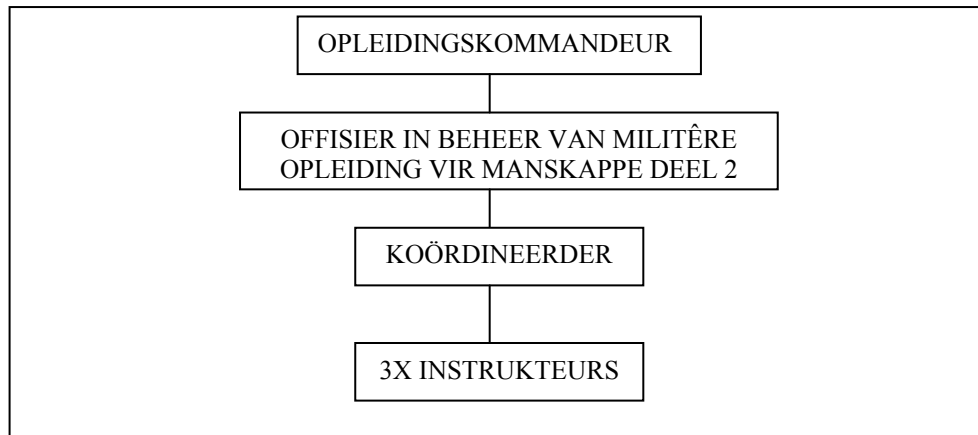 OPLEIDINGSKOMMANDEUR
OFFISIER IN BEHEER VAN MILITÊRE
OPLEIDING VIR MANSKAPPE DEEL 2
KOÖRDINEERDER
3X INSTRUKTEURS